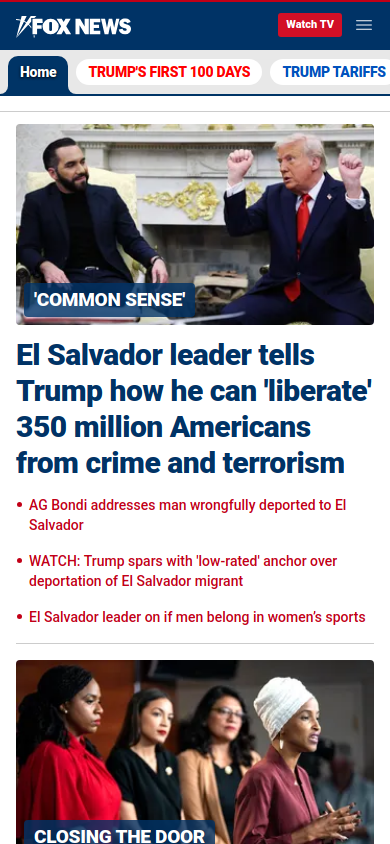 FOX NEWS
Watch TV
Home
TRUMP'S FIRST 100 DAYS
TRUMP TARIFFS
'COMMON SENSE'
El Salvador leader tells
Trump how he can 'liberate'
350 million Americans
from crime and terrorism
• AG Bondi addresses man wrongfully deported to El
Salvador
• WATCH: Trump spars with 'low-rated' anchor over
deportation of El Salvador migrant
• El Salvador leader on if men belong in women’s sports
CLOSING THE DOOR